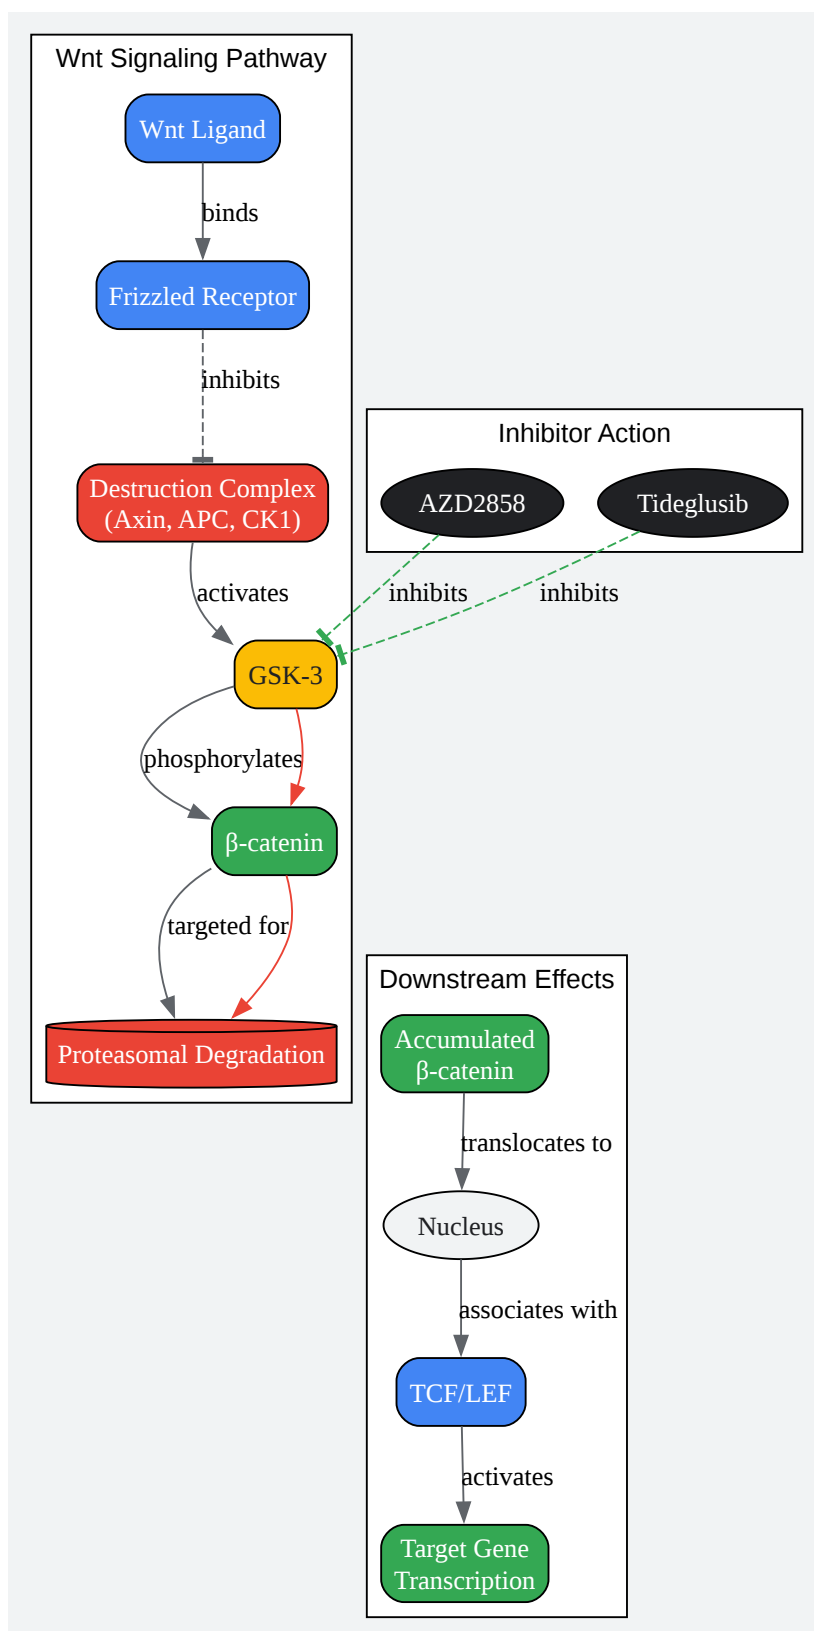 Wnt Signaling Pathway
Wnt Ligand
binds
Frizzled Receptor
inhibits
Destruction Complex
(Axin, APC, CK1)
activates
GSK-3
phosphorylates
β-catenin
targeted for
Proteasomal Degradation
Inhibitor Action
AZD2858
Tideglusib
inhibits
inhibits
Downstream Effects
Accumulated
β-catenin
translocates to
Nucleus
associates with
TCF/LEF
activates
Target Gene
Transcription